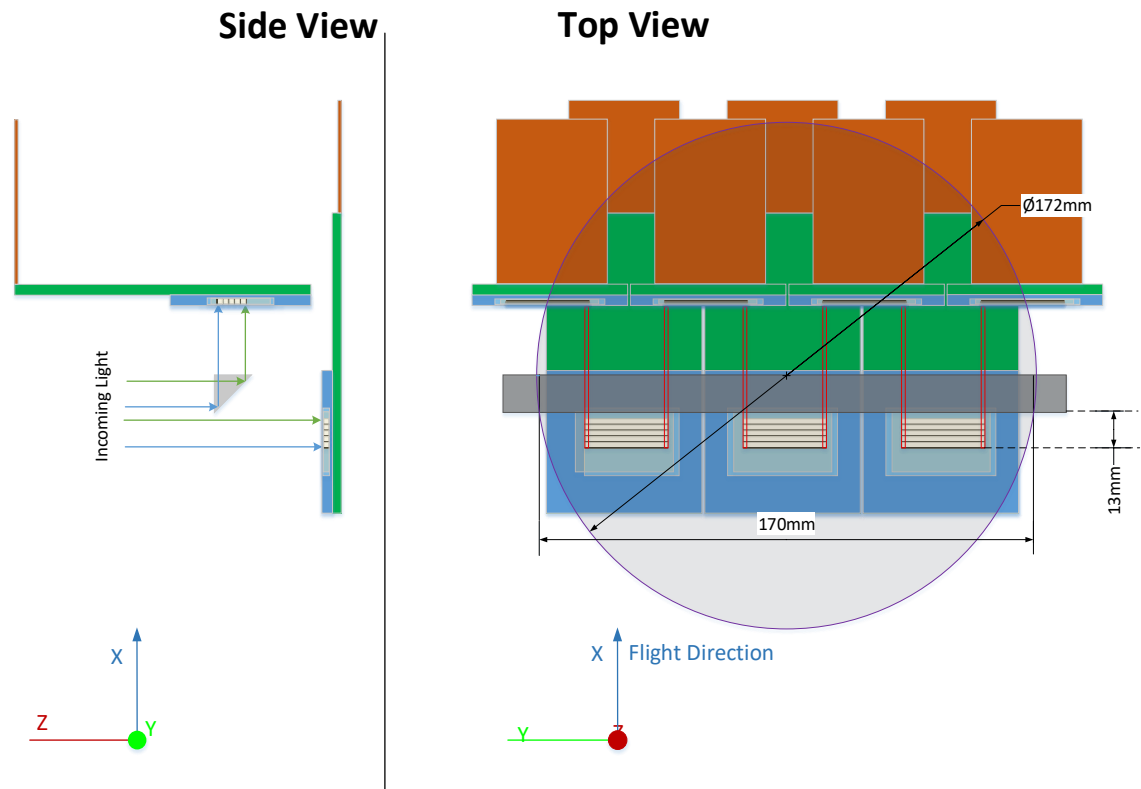 Side View
Top View
Ø172mm
Incoming Light
13mm
170mm
X
X
Flight Direction
Z
Y
Y
Z